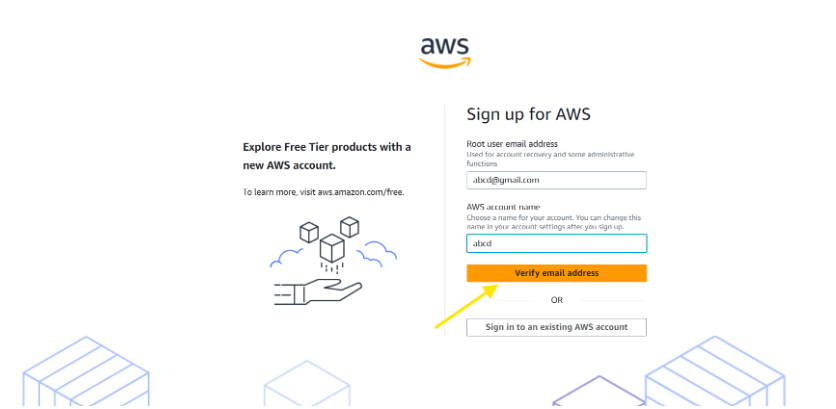 aws
Sign up for AWS
Explore Free Tier products with a
new AWS account.
To learn more, visit aws.amazon.com/free.
Root user email address
Used for account recovery and some administrative
functions
abcd@gmail.com
AWS account name
Choose a name for your account. You can change this
name in your account settings after you sign up.
abcd
Verify email address
OR
Sign in to an existing AWS account